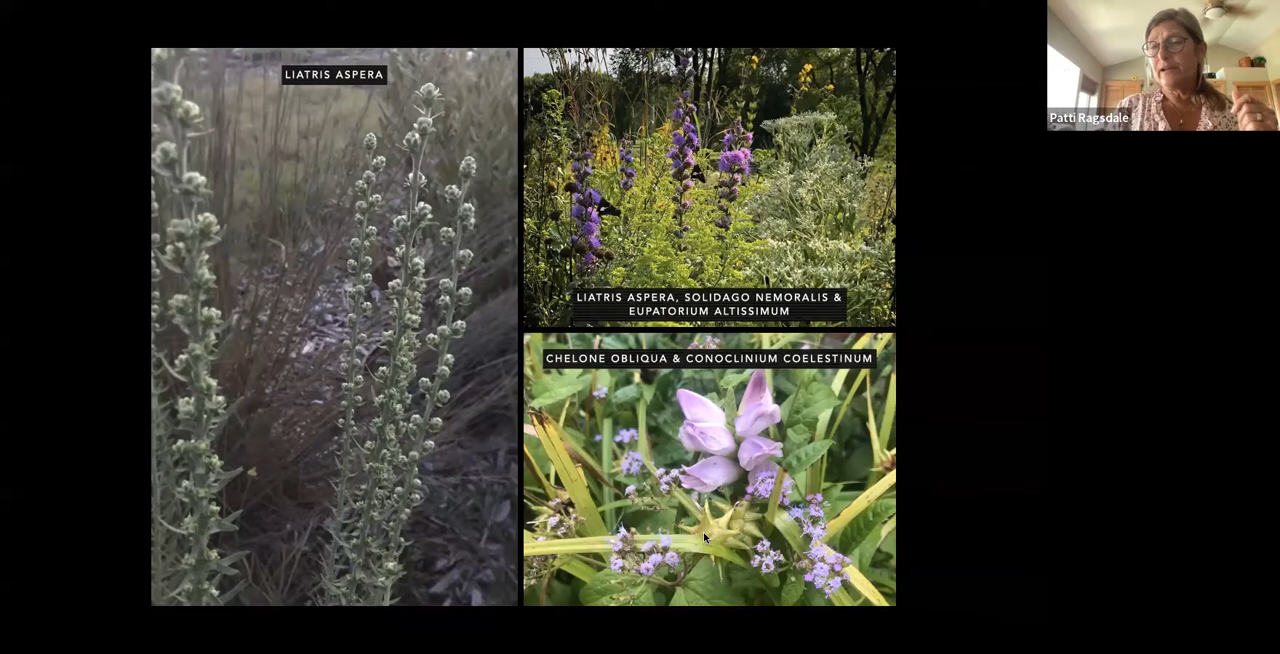 LIATRIS ASPERA
LIATRIS ASPERA, SOLIDAGO NEMORALIS &
EUPATORIUM ALTISSIMUM
CHELONE OBLIQUA & CONOCLINIUM COELESTINUM
Patti Ragsdale